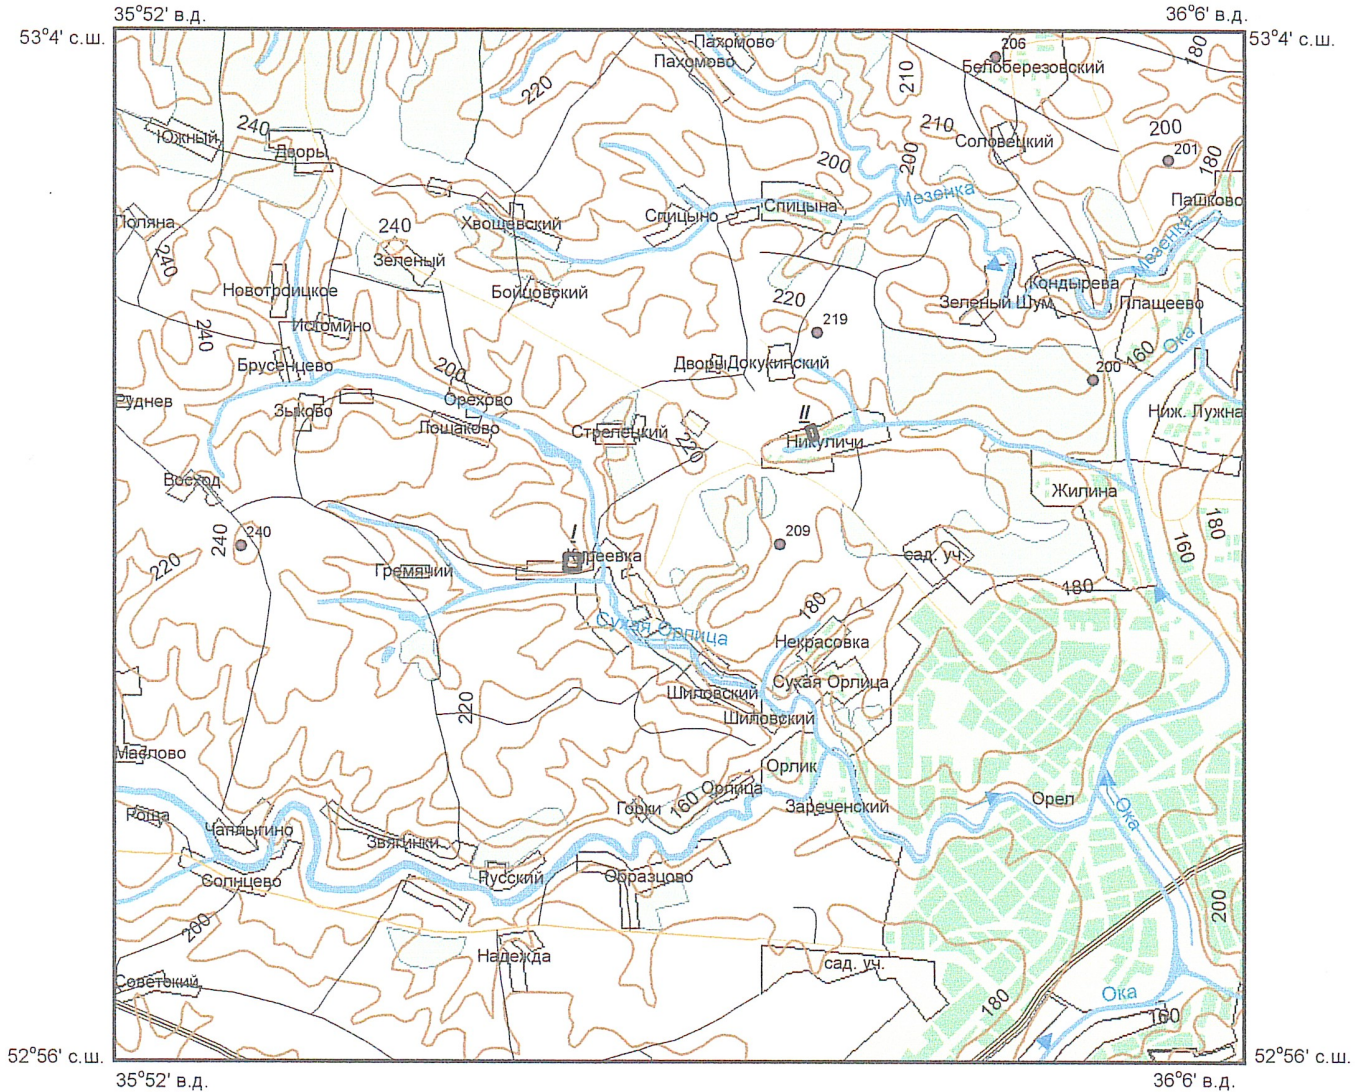 35°52' в.д.
36°6' в.д.
53°4' с.ш.
53°4' с.ш.
Пахомово
Пахомово
206
Белоберезовский
180
220
210
240
Южный
Дворы
210
Соловецкий
200
201
180
200
200
Мезенка
Пашково
Поляна
240
Хвощевский
Спицыно
Спицына
240
Зеленый
Мезенка
Новотроицкое
Бойцовский
220
Зеленый Шум
Кондырева
Плащеево
Истомино
240
219
Ока
160
Брусенцево
200
Дворы
Докукинский
200
Руднев
Зыково
Орехово
Лощаково
Стрелецкий
220
II
Никуличи
Ниж. Лужна
Восход
Жилина
240
240
220
I
209
сад. уч.
160
180
Гремячий
180
180
Сухая Орлица
Некрасовка
Сухая Орлица
Шиловский
Шиловский
220
Маслово
Орлик
Орлица
Роща
Чаплыгино
Горки
160
Зареченский
Орел
Ока
Звягинки
Солнцево
Русский
Образцово
200
200
Надежда
сад. уч.
Советский
180
Ока
160
52°56' с.ш.
52°56' с.ш.
35°52' в.д.
36°6' в.д.